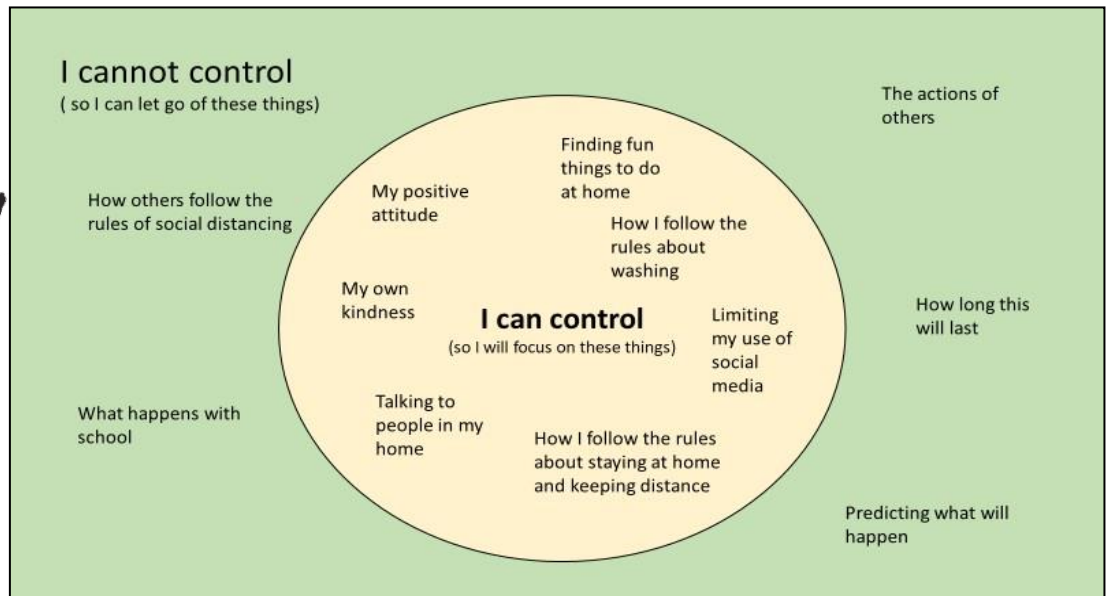 I cannot control
( so I can let go of these things)
How others follow the
rules of social distancing
What happens with
school
The actions of
others
How long this
will last
Predicting what will
happen
I can control
(so I will focus on these things)
My positive
attitude
Finding fun
things to do
at home
How I follow the
rules about
washing
My own
kindness
Limiting
my use of
social
media
Talking to
people in my
home
How I follow the rules
about staying at home
and keeping distance